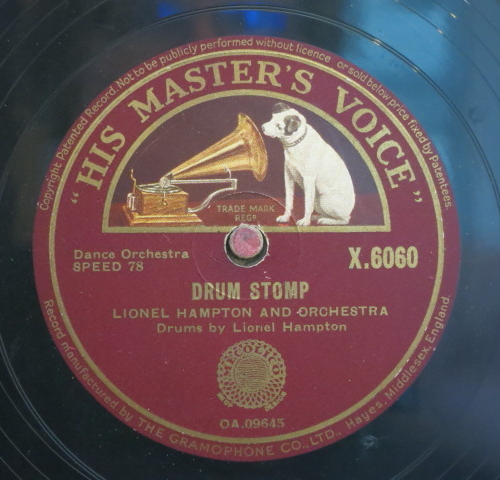 Copyright Patented Record. Not to be publicly performed without licence or sold below price fixed by Patentees
"HIS MASTER'S VOICE"
TRADE MARK
REGD
Dance Orchestra
SPEED 78
X.6060
DRUM STOMP
LIONEL HAMPTON AND ORCHESTRA
Drums by Lionel Hampton
OA.09645
Record manufactured by THE GRAMOPHONE CO., LTD., Hayes, Middlesex, England.